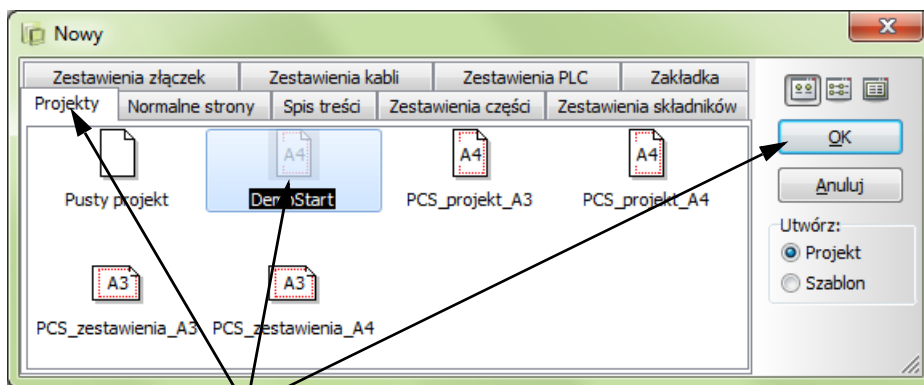 Nowy
Zestawienia złączek Zestawienia kabli Zestawienia PLC Zakładka
Projekty Normalne strony Spis treści Zestawienia części Zestawienia składników
A4 A4 A4
Pusty projekt DemoStart PCS_projekt_A3 PCS_projekt_A4
A3 A3
PCS_zestawienia_A3 PCS_zestawienia_A4
OK
Anuluj
Utwórz:
Projekt
Szablon